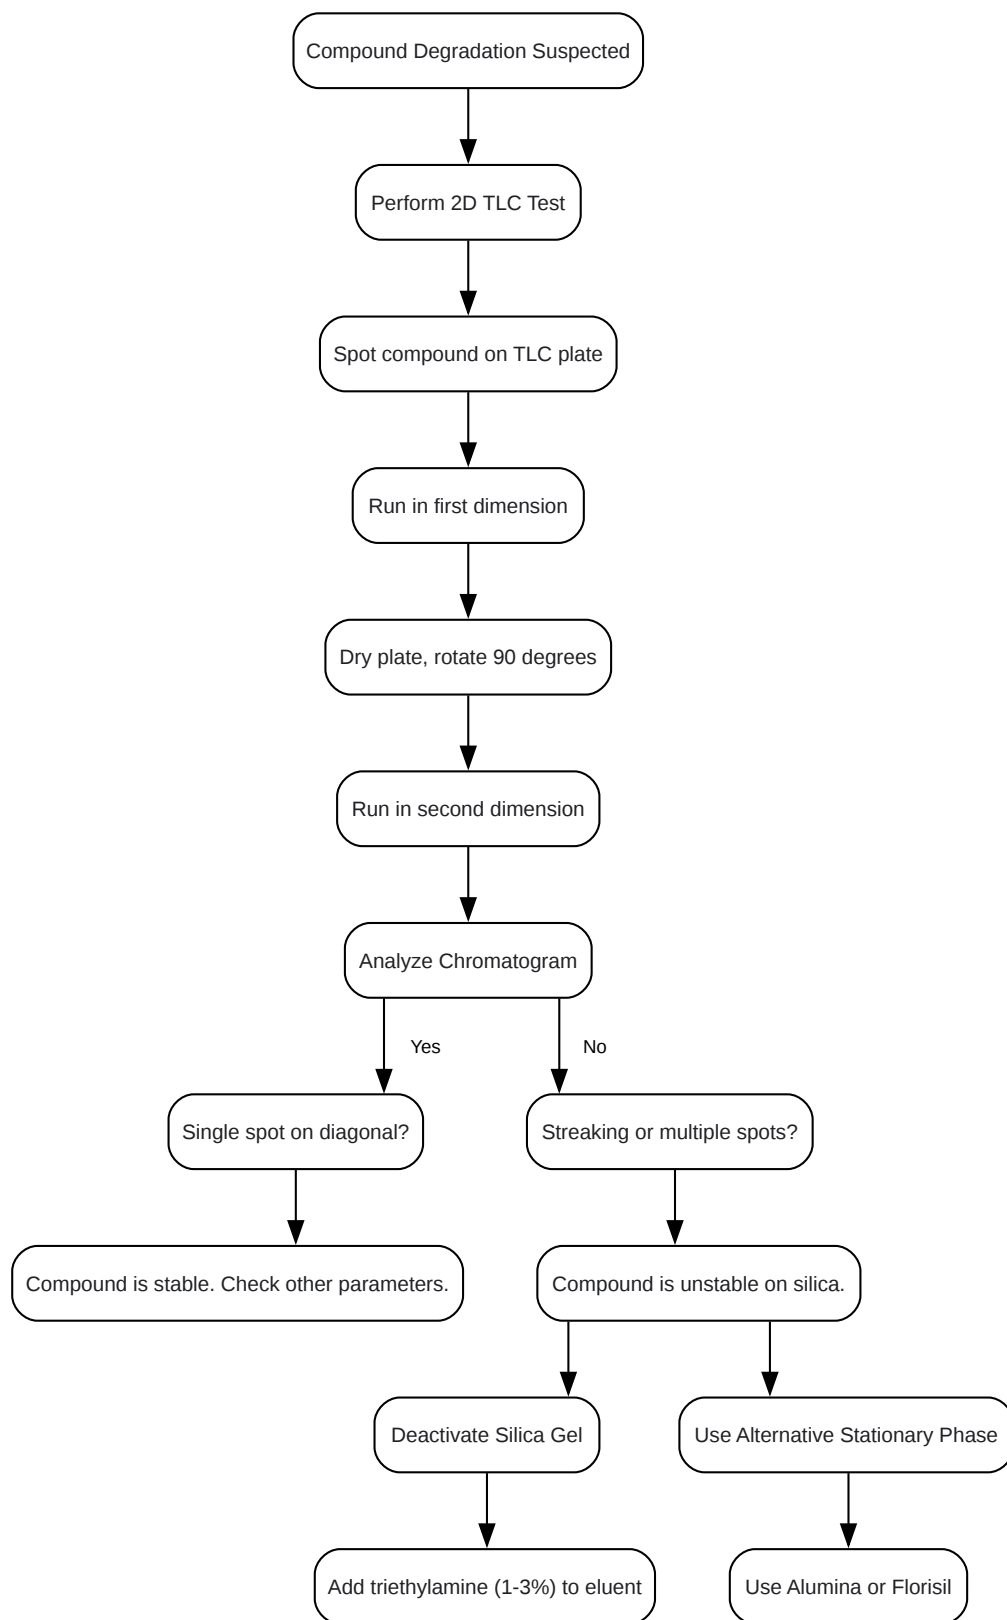 Compound Degradation Suspected
Perform 2D TLC Test
Spot compound on TLC plate
Run in first dimension
Dry plate, rotate 90 degrees
Run in second dimension
Analyze Chromatogram
Yes
No
Single spot on diagonal?
Streaking or multiple spots?
Compound is stable. Check other parameters.
Compound is unstable on silica.
Deactivate Silica Gel
Use Alternative Stationary Phase
Add triethylamine (1-3%) to eluent
Use Alumina or Florisil